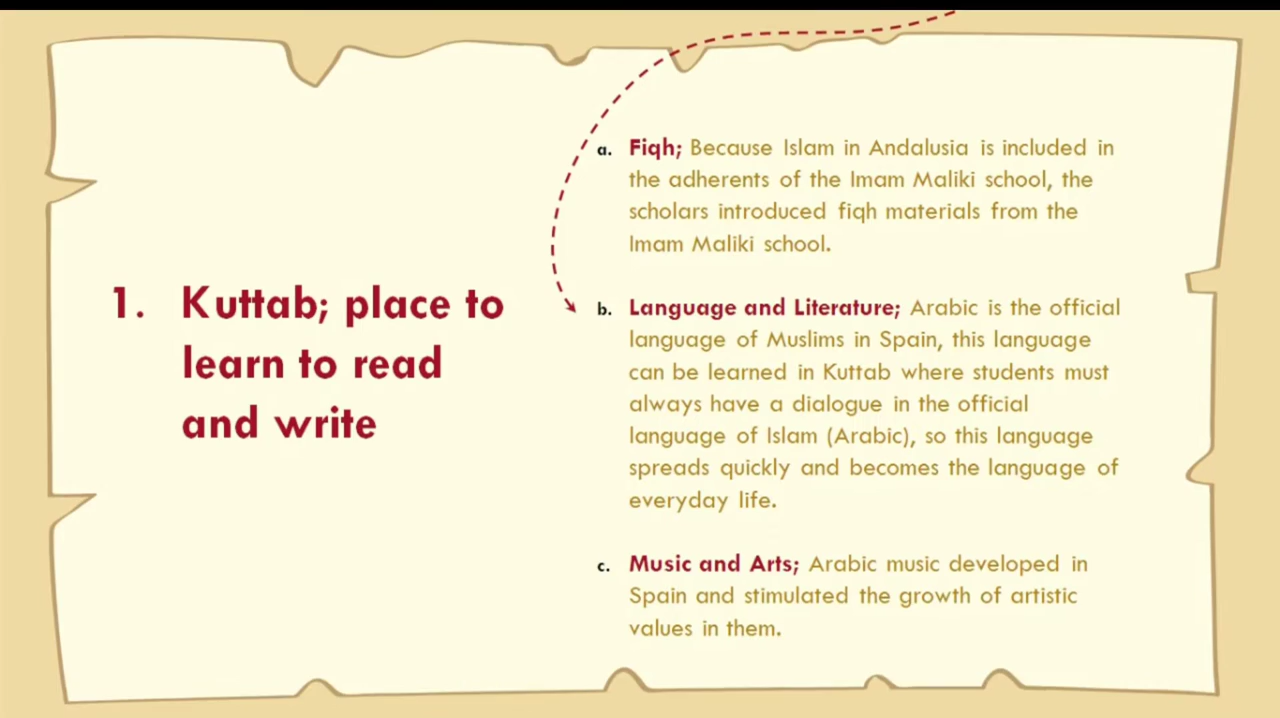 1. Kuttab; place to
learn to read
and write
a. Fiqh; Because Islam in Andalusia is included in
the adherents of the Imam Maliki school, the
scholars introduced fiqh materials from the
Imam Maliki school.
b. Language and Literature; Arabic is the official
language of Muslims in Spain, this language
can be learned in Kuttab where students must
always have a dialogue in the official
language of Islam (Arabic), so this language
spreads quickly and becomes the language of
everyday life.
c. Music and Arts; Arabic music developed in
Spain and stimulated the growth of artistic
values in them.